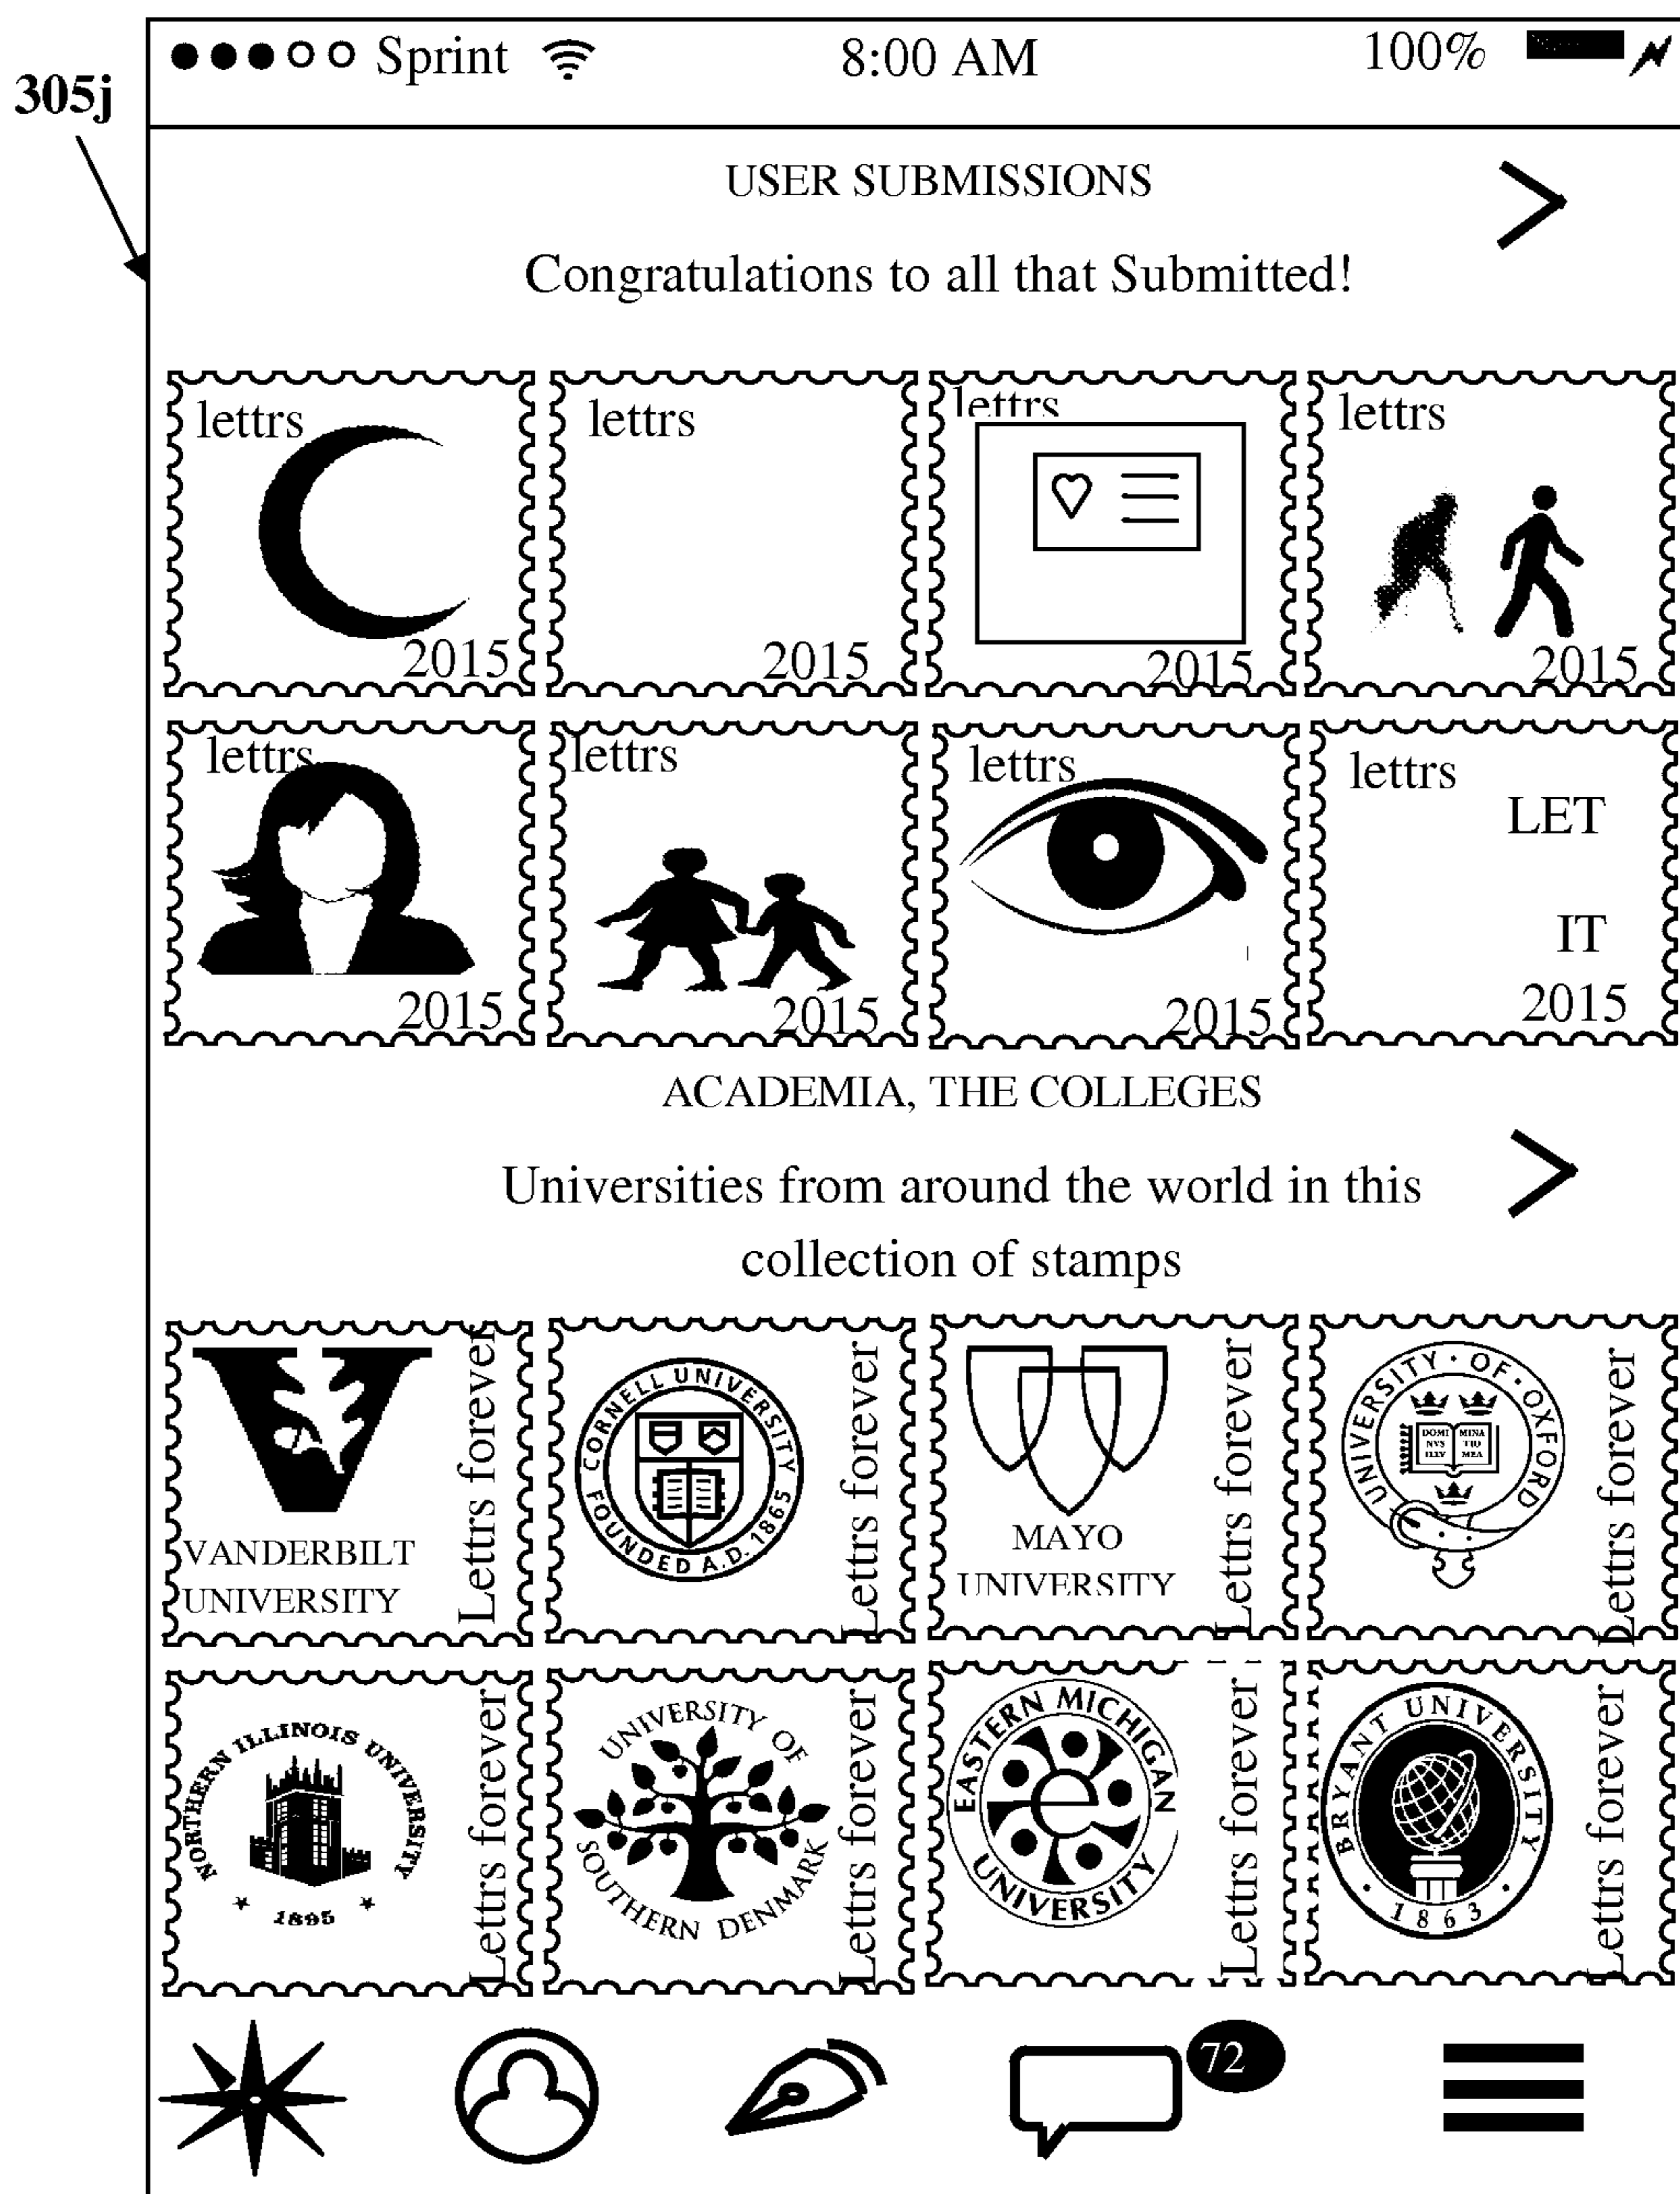 305j
Sprint 8:00 AM 100%
USER SUBMISSIONS
Congratulations to all that Submitted!
lettrs
2015
lettrs
2015
lettrs
2015
lettrs
2015
lettrs
2015
lettrs
2015
lettrs
2015
lettrs
LET
IT
2015
ACADEMIA, THE COLLEGES
Universities from around the world in this
collection of stamps
VANDERBILT
UNIVERSITY
Lettrs forever
CORNELL UNIVERSITY
FOUNDED A.D. 1865
Lettrs forever
MAYO
UNIVERSITY
Lettrs forever
UNIVERSITY · OF · OXFORD
DOMI MINA
NVS TIO
ILLV MEA
Lettrs forever
NORTHERN ILLINOIS UNIVERSITY
1895
Lettrs forever
UNIVERSITY OF
SOUTHERN DENMARK
Lettrs forever
EASTERN MICHIGAN
UNIVERSITY
e
Lettrs forever
BRYANT UNIVERSITY
· 1863 ·
Lettrs forever
72